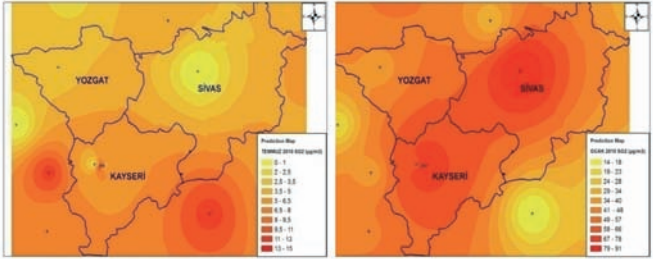 YOZGAT
SİVAS
KAYSERİ
Prediction Map
TEMMUZ 2010 SO2 (µg/m3)
0 - 1
2 - 2,5
2,5 - 3,5
3,5 - 5
5 - 6,5
6,5 - 8
8 - 9,5
9,5 - 11
11 - 13
13 - 15
YOZGAT
SİVAS
KAYSERİ
Prediction Map
OCAK 2010 SO2 (µg/m3)
14 - 18
18 - 23
24 - 28
29 - 34
34 - 40
41 - 48
49 - 57
58 - 66
67 - 78
79 - 91